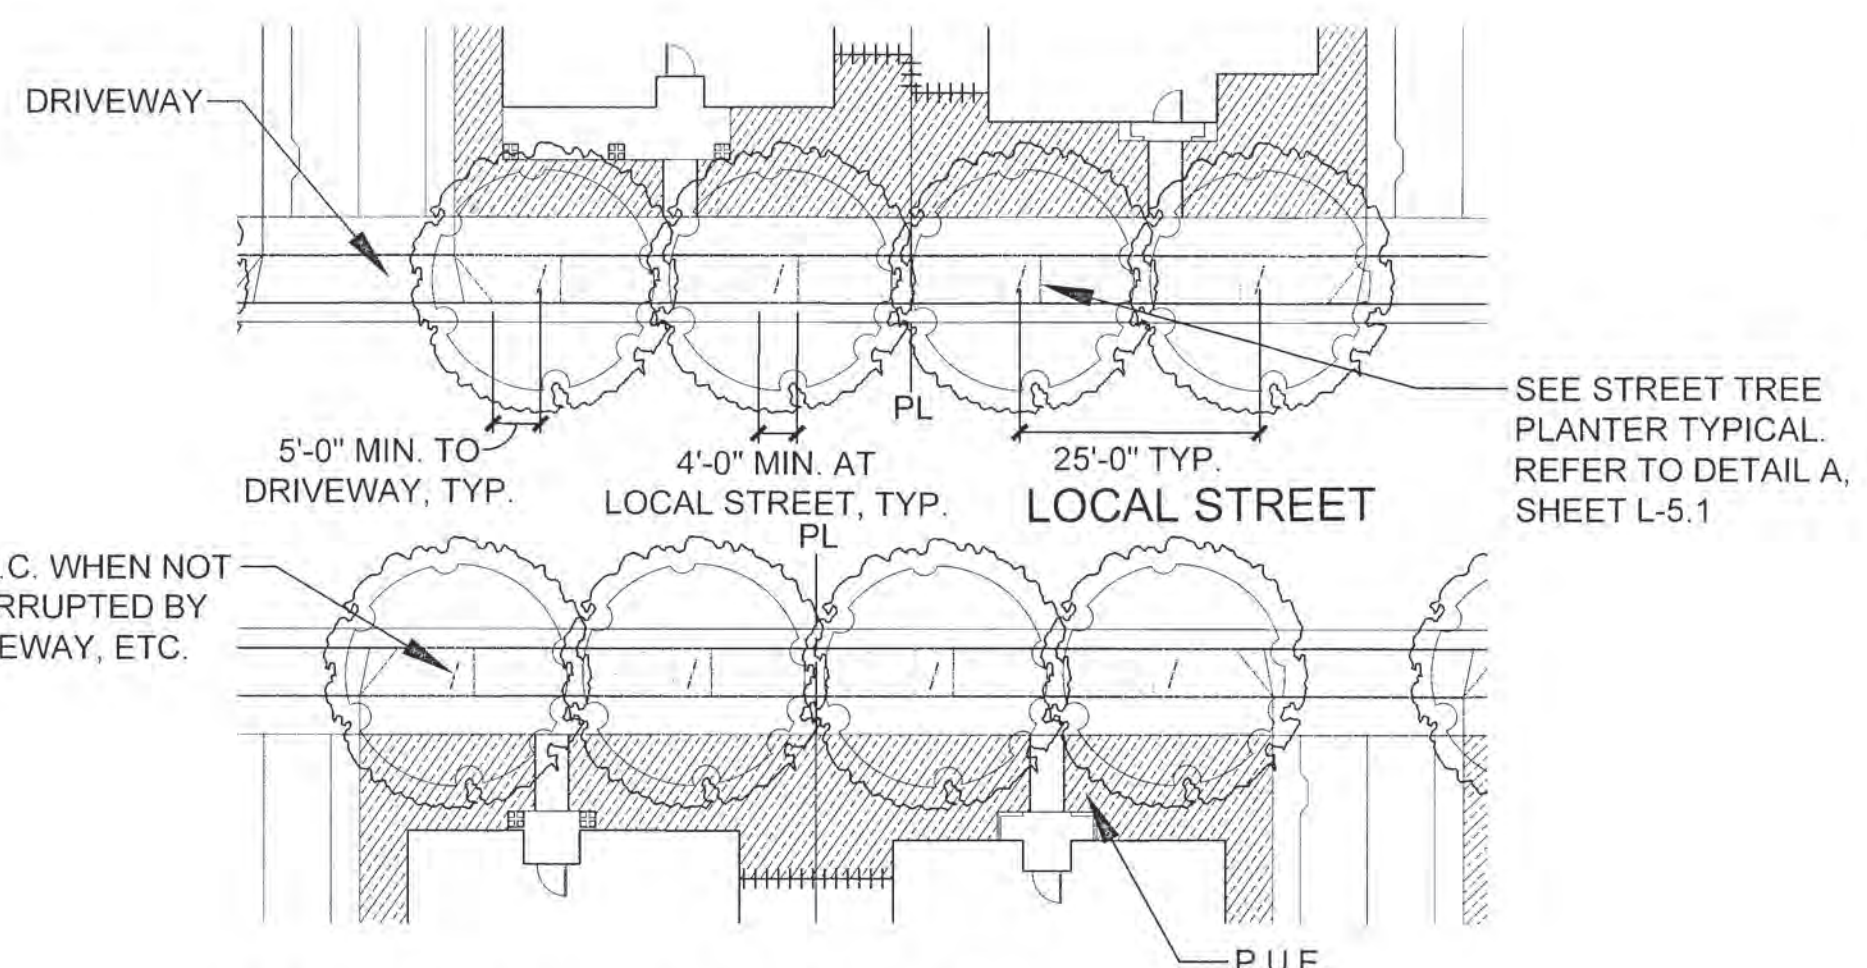 DRIVEWAY
PL
5'-0" MIN. TO
DRIVEWAY, TYP.
4'-0" MIN. AT
LOCAL STREET, TYP.
25'-0" TYP.
LOCAL STREET
SEE STREET TREE
PLANTER TYPICAL.
REFER TO DETAIL A,
SHEET L-5.1
PL
.C. WHEN NOT
RRUPTED BY
EWAY, ETC.
P.U.E.